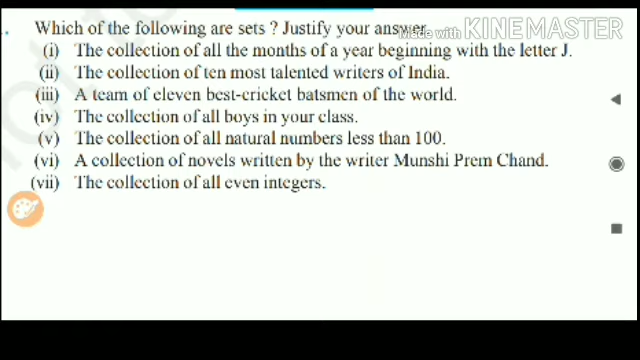 Which of the following are sets ? Justify your answer.
Made with KINEMASTER
(i) The collection of all the months of a year beginning with the letter J.
(ii) The collection of ten most talented writers of India.
(iii) A team of eleven best-cricket batsmen of the world.
(iv) The collection of all boys in your class.
(v) The collection of all natural numbers less than 100.
(vi) A collection of novels written by the writer Munshi Prem Chand.
(vii) The collection of all even integers.